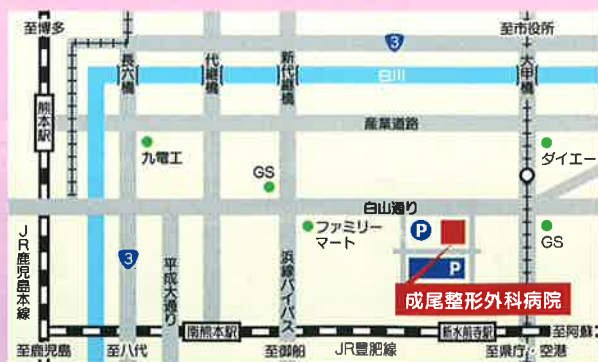 至博多
至市役所
3
長六橋
代継橋
新代継橋
大甲橋
白川
熊本駅
産業道路
九電工
GS
ダイエー
白山通り
ファミリー
マート
P
GS
JR鹿児島本線
3
平成大通り
浜線バイパス
P
成尾整形外科病院
南熊本駅
新水前寺駅
至阿蘇
至鹿児島
至八代
至御船
JR豊肥線
至県庁・空港